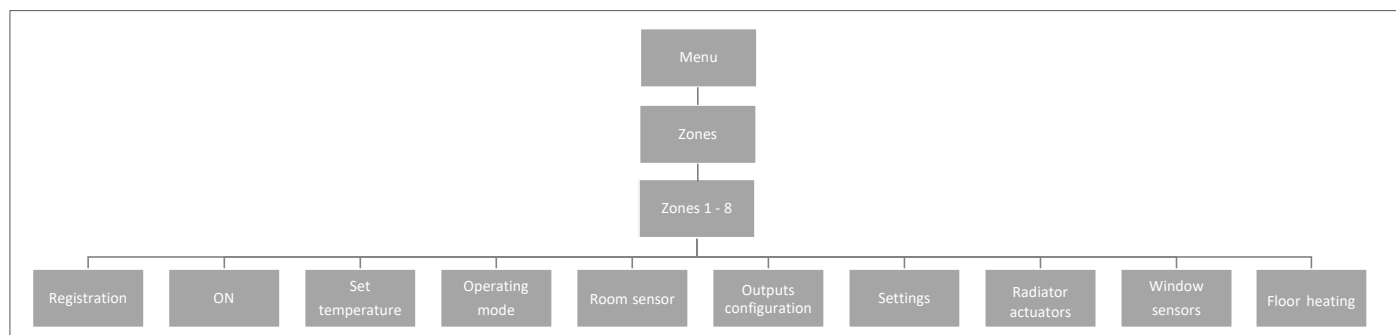 Menu
Zones
Zones 1 - 8
Registration
ON
Set
temperature
Operating
mode
Room sensor
Outputs
configuration
Settings
Radiator
actuators
Window
sensors
Floor heating